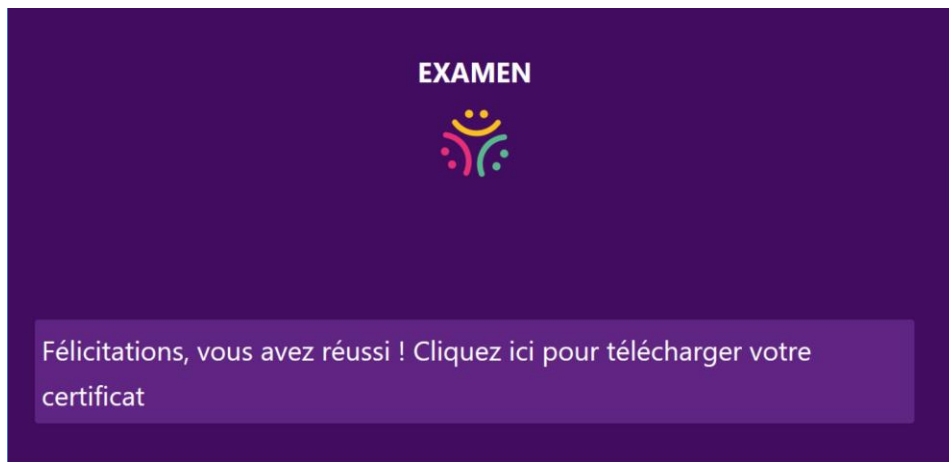 EXAMEN
Félicitations, vous avez réussi ! Cliquez ici pour télécharger votre
certificat